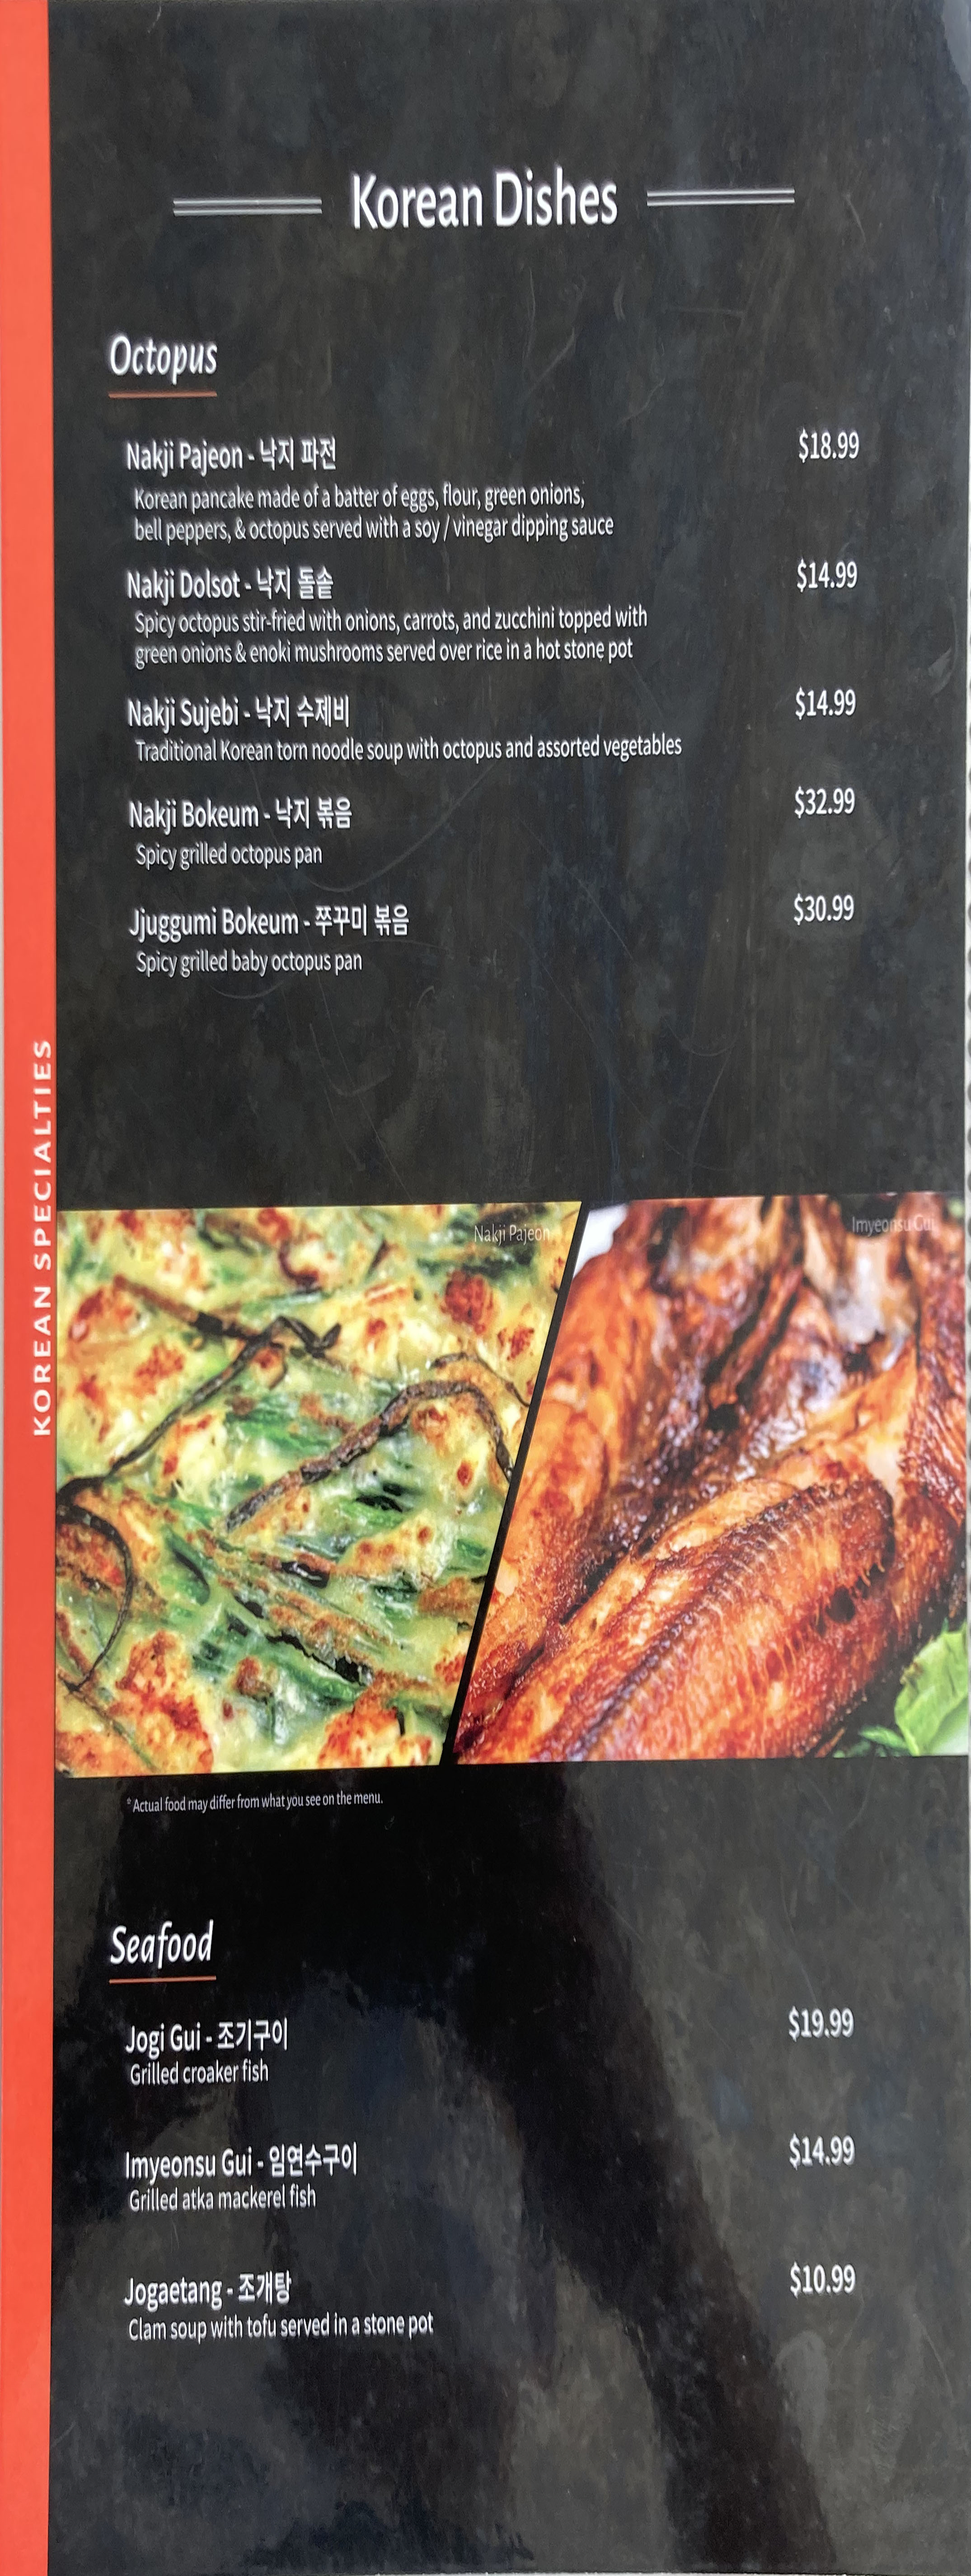 Korean Dishes
Octopus
Nakji Pajeon - 낙지 파전 $18.99
Korean pancake made of a batter of eggs, flour, green onions,
bell peppers, & octopus served with a soy / vinegar dipping sauce
Nakji Dolsot - 낙지 돌솥 $14.99
Spicy octopus stir-fried with onions, carrots, and zucchini topped with
green onions & enoki mushrooms served over rice in a hot stone pot
Nakji Sujebi - 낙지 수제비 $14.99
Traditional Korean torn noodle soup with octopus and assorted vegetables
Nakji Bokeum - 낙지 볶음 $32.99
Spicy grilled octopus pan
Jjuggumi Bokeum - 쭈꾸미 볶음 $30.99
Spicy grilled baby octopus pan
KOREAN SPECIALTIES
Nakji Pajeon
Imyeonsu Gui
* Actual food may differ from what you see on the menu.
Seafood
Jogi Gui - 조기구이 $19.99
Grilled croaker fish
Imyeonsu Gui - 임연수구이 $14.99
Grilled atka mackerel fish
Jogaetang - 조개탕 $10.99
Clam soup with tofu served in a stone pot